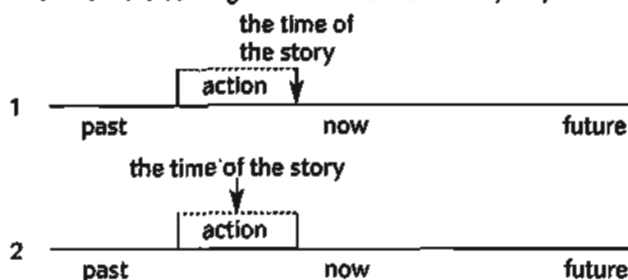 the time of
the story
action
1
past now future
the time of the story
action
2
past now future